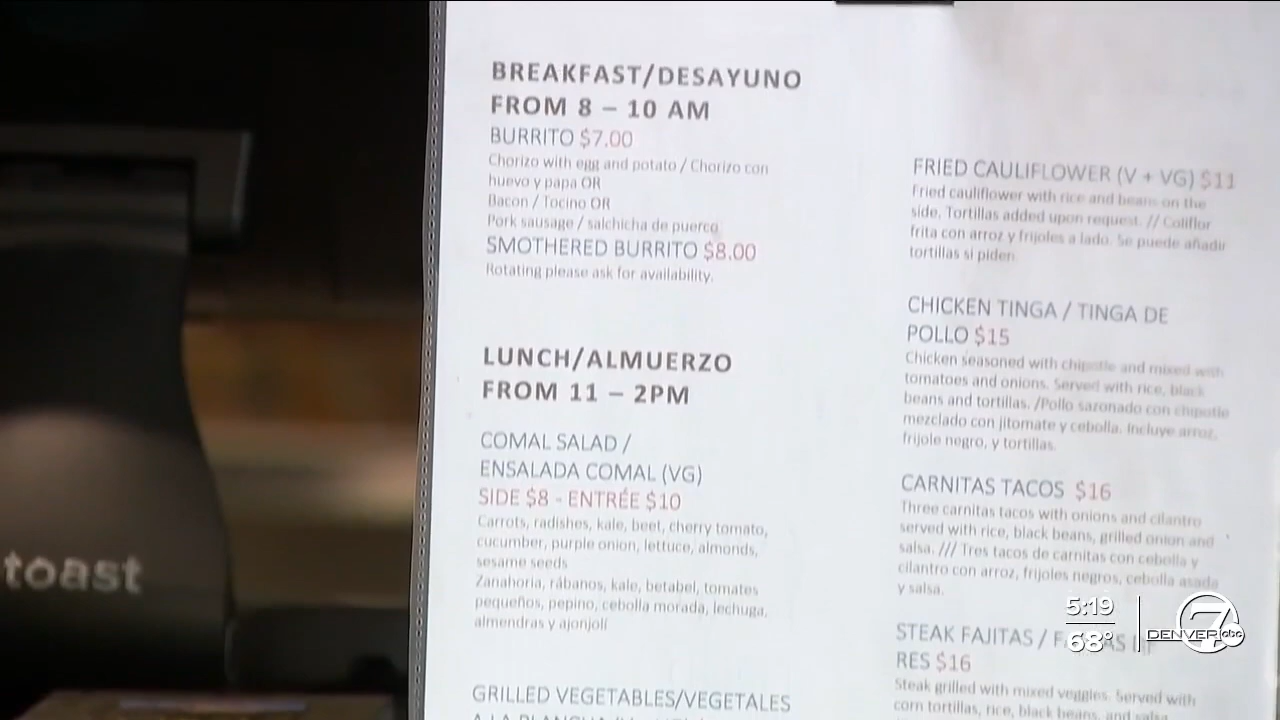 BREAKFAST/DESAYUNO
FROM 8 – 10 AM
BURRITO $7.00
Chorizo with egg and potato / Chorizo con
huevo y papa OR
Bacon / Tocino OR
Pork sausage / salchicha de puerco
SMOTHERED BURRITO $8.00
Rotating please ask for availability.
LUNCH/ALMUERZO
FROM 11 – 2PM
COMAL SALAD /
ENSALADA COMAL (VG)
SIDE $8 - ENTRÉE $10
Carrots, radishes, kale, beet, cherry tomato,
cucumber, purple onion, lettuce, almonds,
sesame seeds
Zanahoria, rábanos, kale, betabel, tomates
pequeños, pepino, cebolla morada, lechuga,
almendras y ajonjolí
GRILLED VEGETABLES/VEGETALES
A LA PLANCHA
FRIED CAULIFLOWER (V + VG) $11
Fried cauliflower with rice and beans on the
side. Tortillas added upon request. // Coliflor
frita con arroz y frijoles a lado. Se puede añadir
tortillas si piden.
CHICKEN TINGA / TINGA DE
POLLO $15
Chicken seasoned with chipotle and mixed with
tomatoes and onions. Served with rice, black
beans and tortillas. /Pollo sazonado con chipotle
mezclado con jitomate y cebolla. Incluye arroz,
frijole negro, y tortillas.
CARNITAS TACOS $16
Three carnitas tacos with onions and cilantro
served with rice, black beans, grilled onion and
salsa. /// Tres tacos de carnitas con cebolla y
cilantro con arroz, frijoles negros, cebolla asada
y salsa.
STEAK FAJITAS /
RES $16
Steak grilled with mixed veggies. Served with
corn tortillas, rice, black beans, and salsa
toast
5:19
68°
DENVER 7 abc